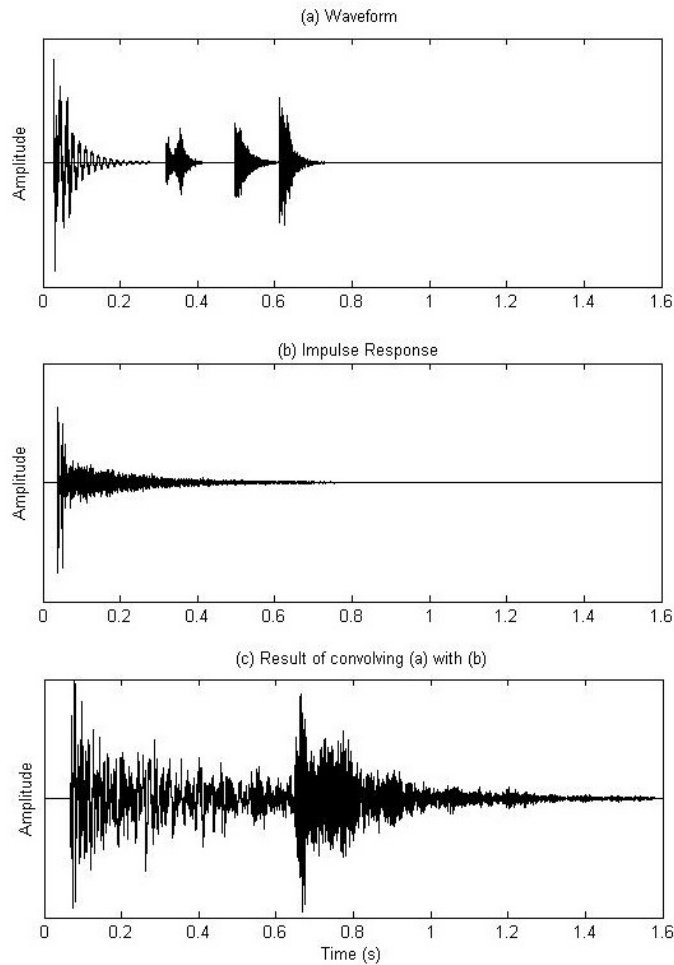 (a) Waveform
Amplitude
0 0.2 0.4 0.6 0.8 1 1.2 1.4 1.6
(b) Impulse Response
Amplitude
0 0.2 0.4 0.6 0.8 1 1.2 1.4 1.6
(c) Result of convolving (a) with (b)
Amplitude
0 0.2 0.4 0.6 0.8 1 1.2 1.4 1.6
Time (s)